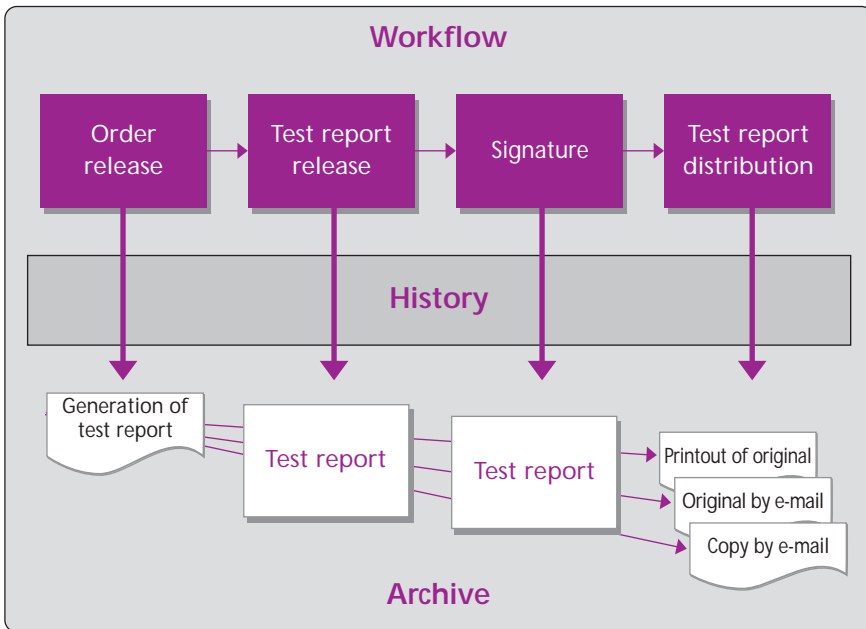 Workflow
Order
release
Test report
release
Signature
Test report
distribution
History
Generation of
test report
Test report
Test report
Printout of original
Original by e-mail
Copy by e-mail
Archive